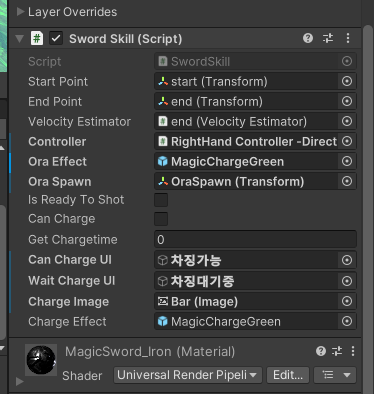 Layer Overrides
Sword Skill (Script)
Script SwordSkill
Start Point start (Transform)
End Point end (Transform)
Velocity Estimator end (Velocity Estimator)
Controller RightHand Controller -Direct
Ora Effect MagicChargeGreen
Ora Spawn OraSpawn (Transform)
Is Ready To Shot
Can Charge
Get Chargetime 0
Can Charge UI 차징가능
Wait Charge UI 차징대기중
Charge Image Bar (Image)
Charge Effect MagicChargeGreen
MagicSword_Iron (Material)
Shader Universal Render Pipeli Edit...